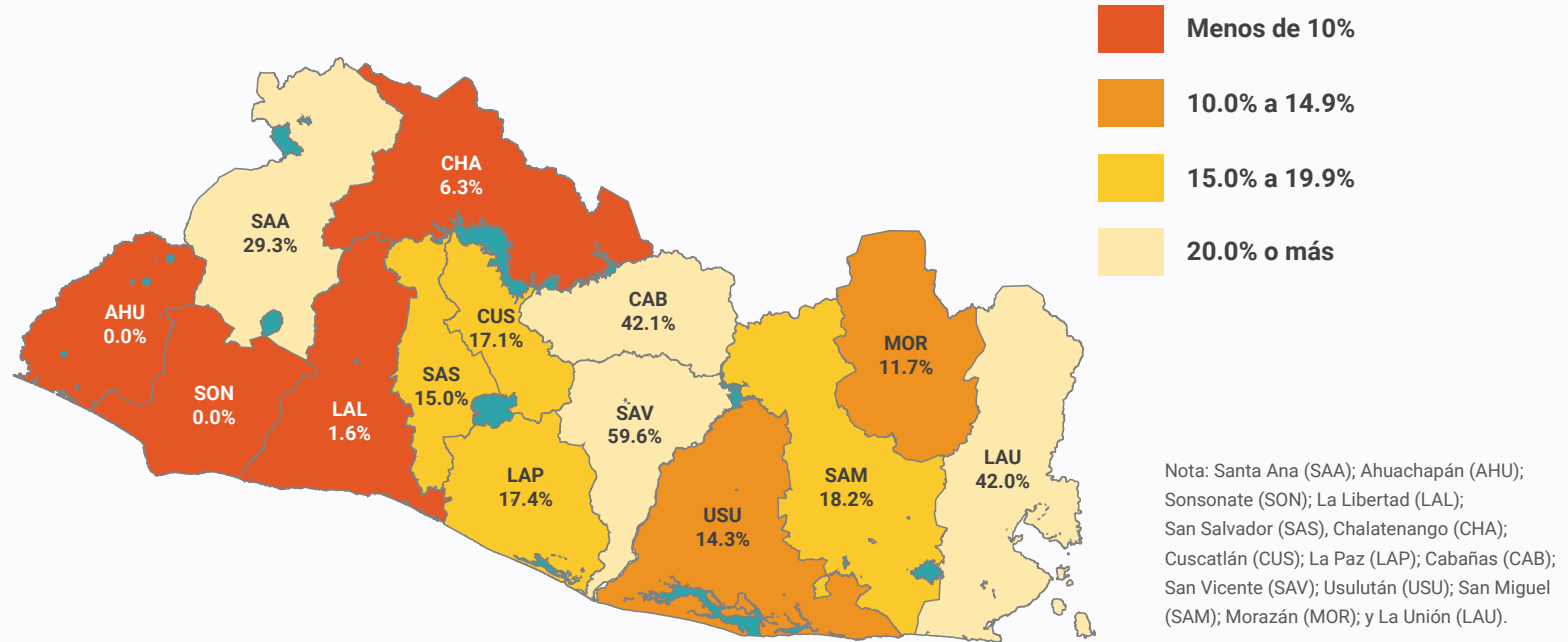 Menos de 10%
10.0% a 14.9%
15.0% a 19.9%
20.0% o más
CHA
6.3%
SAA
29.3%
AHU
0.0%
SON
0.0%
LAL
1.6%
SAS
15.0%
CUS
17.1%
CAB
42.1%
LAP
17.4%
SAV
59.6%
USU
14.3%
SAM
18.2%
MOR
11.7%
LAU
42.0%
Nota: Santa Ana (SAA); Ahuachapán (AHU);
Sonsonate (SON); La Libertad (LAL);
San Salvador (SAS), Chalatenango (CHA);
Cuscatlán (CUS); La Paz (LAP); Cabañas (CAB);
San Vicente (SAV); Usulután (USU); San Miguel
(SAM); Morazán (MOR); y La Unión (LAU).